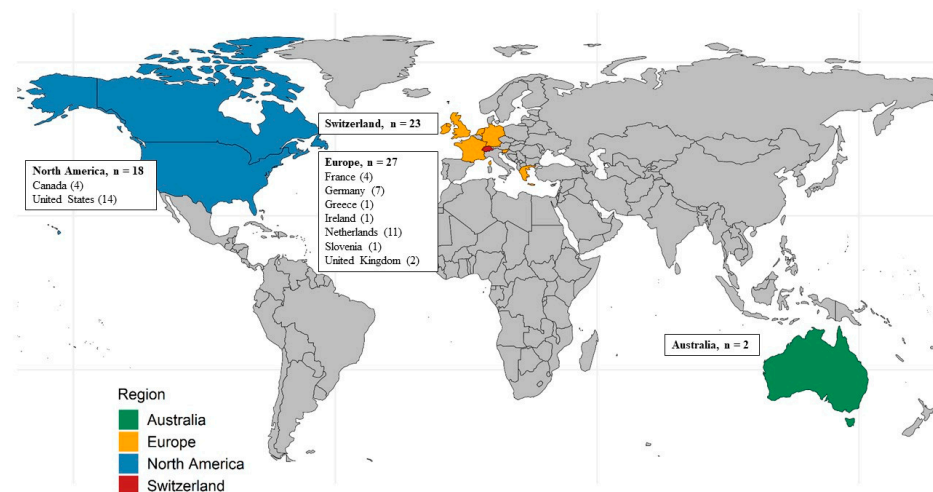 Switzerland, n = 23
North America, n = 18
Canada (4)
United States (14)
Europe, n = 27
France (4)
Germany (7)
Greece (1)
Ireland (1)
Netherlands (11)
Slovenia (1)
United Kingdom (2)
Australia, n = 2
Region
Australia
Europe
North America
Switzerland